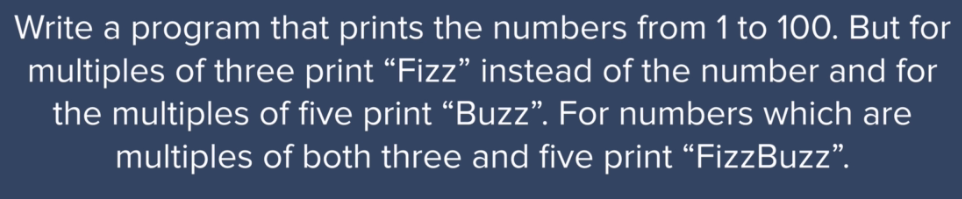 Write a program that prints the numbers from 1 to 100. But for
multiples of three print “Fizz” instead of the number and for
the multiples of five print “Buzz”. For numbers which are
multiples of both three and five print “FizzBuzz”.